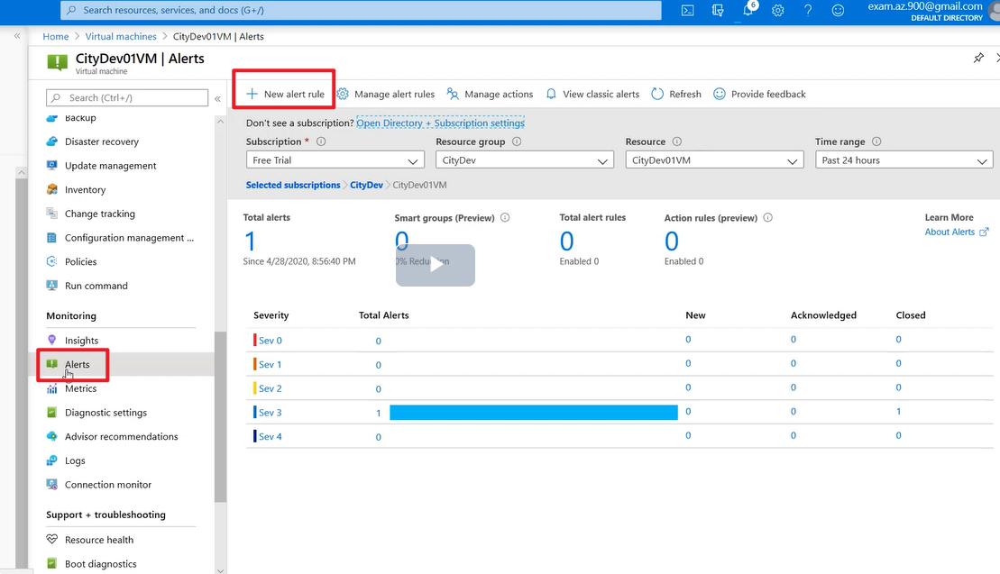 Search resources, services, and docs (G+/)
6
exam.az.900@gmail.com
DEFAULT DIRECTORY
Home > Virtual machines > CityDev01VM | Alerts
CityDev01VM | Alerts
Virtual machine
Search (Ctrl+/)
Backup
Disaster recovery
Update management
Inventory
Change tracking
Configuration management ...
Policies
Run command
Monitoring
Insights
Alerts
Metrics
Diagnostic settings
Advisor recommendations
Logs
Connection monitor
Support + troubleshooting
Resource health
Boot diagnostics
New alert rule Manage alert rules Manage actions View classic alerts Refresh Provide feedback
Don't see a subscription? Open Directory + Subscription settings
Subscription * Resource group Resource Time range
Free Trial CityDev CityDev01VM Past 24 hours
Selected subscriptions > CityDev > CityDev01VM
Total alerts Smart groups (Preview) Total alert rules Action rules (preview) Learn More
1 0 0 0 About Alerts
Since 4/28/2020, 8:56:40 PM 0% Reduction Enabled 0 Enabled 0
Severity Total Alerts New Acknowledged Closed
Sev 0 0 0 0 0
Sev 1 0 0 0 0
Sev 2 0 0 0 0
Sev 3 1 0 0 1
Sev 4 0 0 0 0